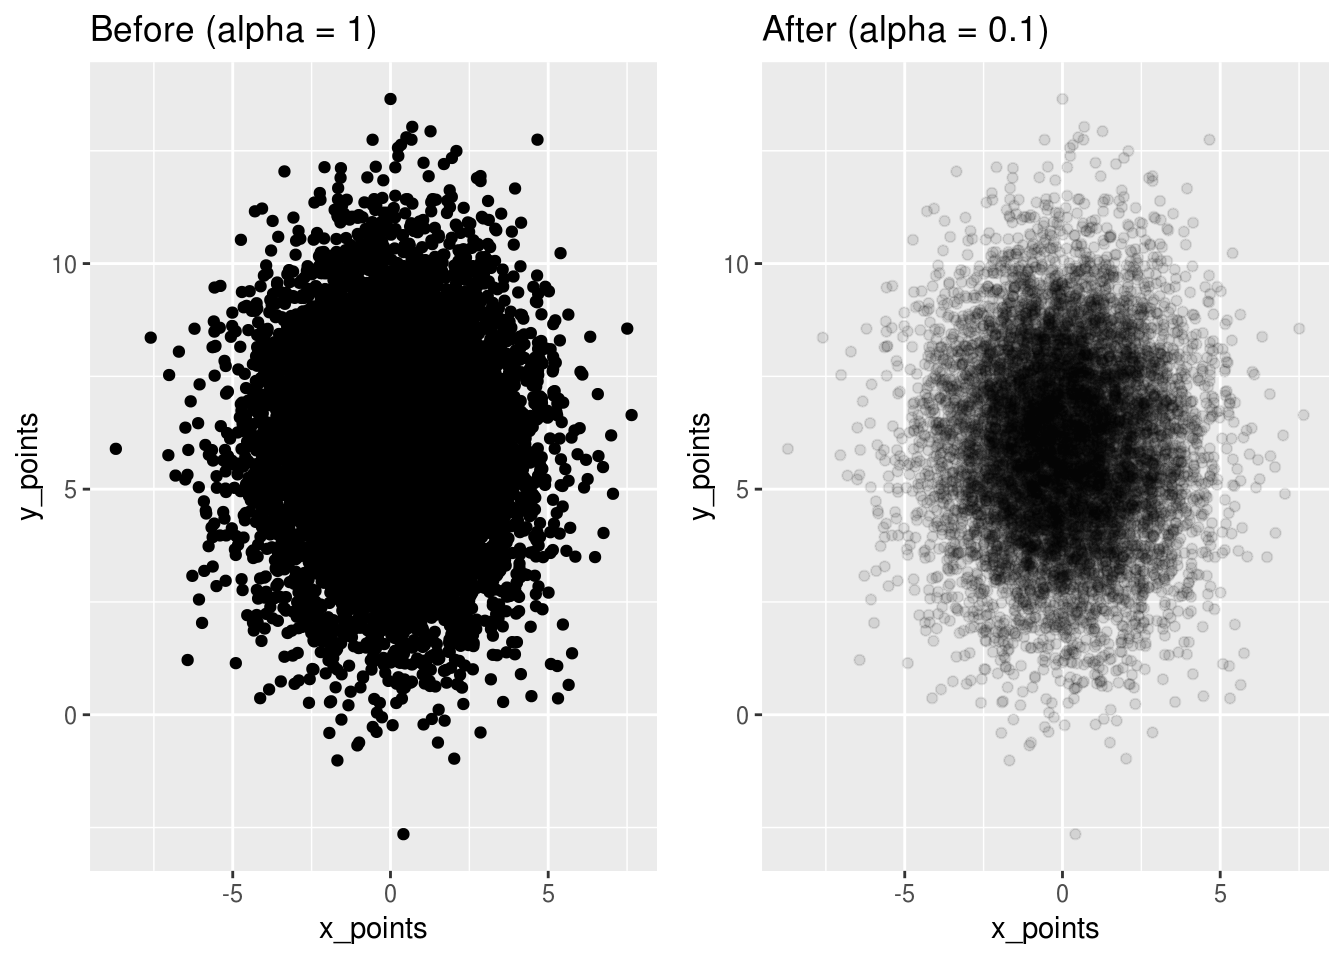 Before (alpha = 1)
y_points
10
5
0
-5
0
5
x_points
After (alpha = 0.1)
y_points
10
5
0
-5
0
5
x_points